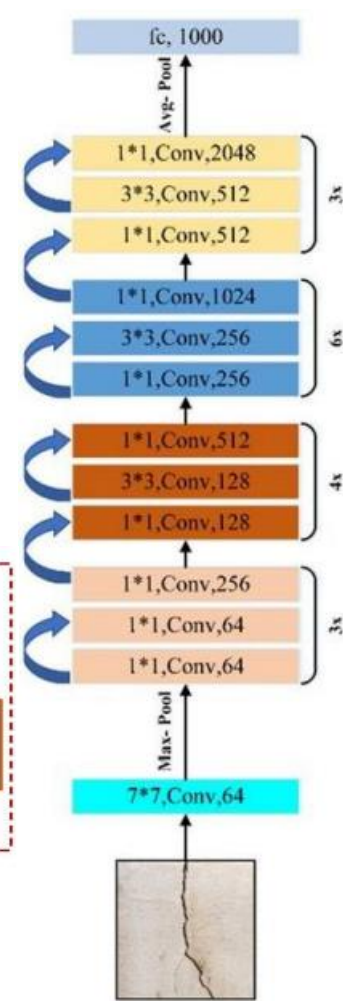 fc, 1000
Avg- Pool
1*1,Conv,2048
3*3,Conv,512
1*1,Conv,512
3x
1*1,Conv,1024
3*3,Conv,256
1*1,Conv,256
6x
1*1,Conv,512
3*3,Conv,128
1*1,Conv,128
4x
1*1,Conv,256
1*1,Conv,64
1*1,Conv,64
3x
Max- Pool
7*7,Conv,64